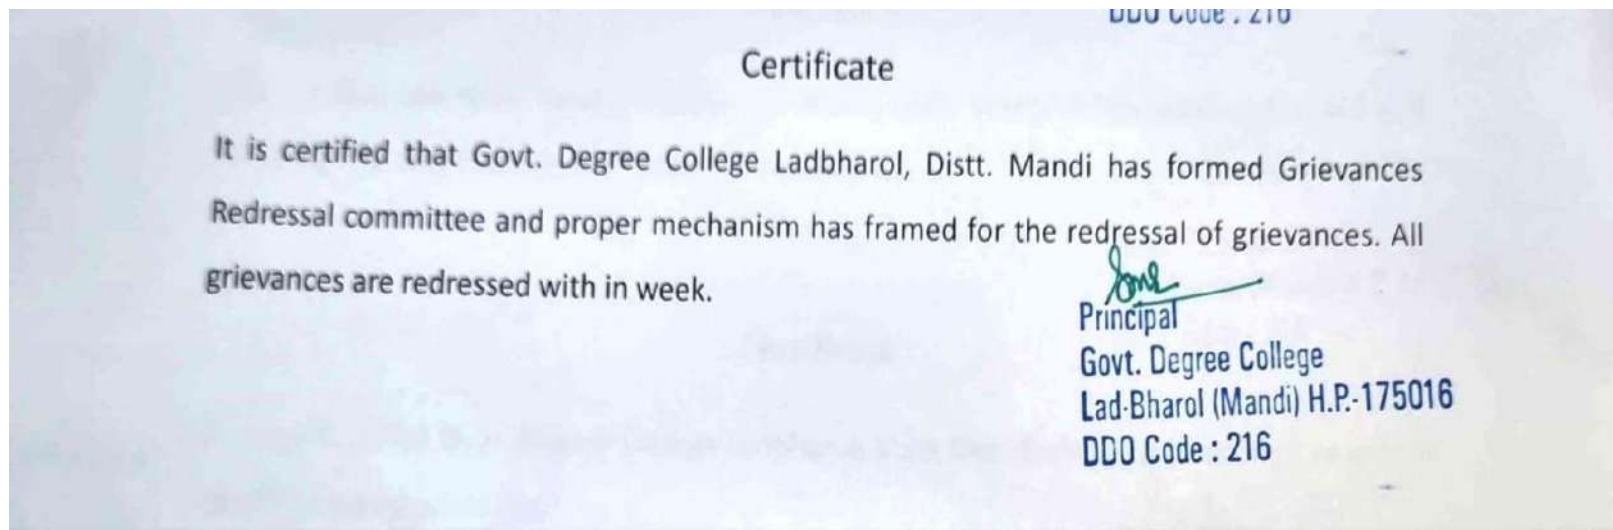 DDO Code : 216
Certificate
It is certified that Govt. Degree College Ladbharol, Distt. Mandi has formed Grievances
Redressal committee and proper mechanism has framed for the redressal of grievances. All
grievances are redressed with in week.
Principal
Govt. Degree College
Lad-Bharol (Mandi) H.P.-175016
DDO Code : 216